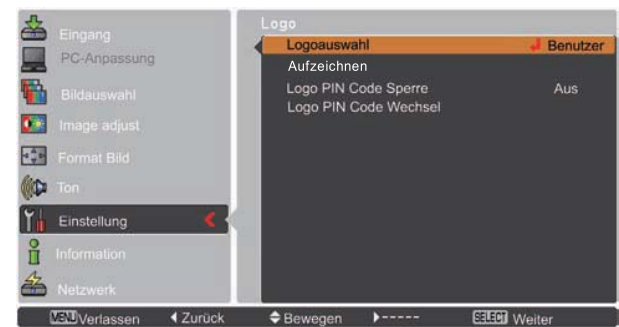 Eingang
PC-Anpassung
Bildauswahl
Image adjust
Format Bild
Ton
Einstellung
Information
Netzwerk
Logo
Logoauswahl Benutzer
Aufzeichnen
Logo PIN Code Sperre Aus
Logo PIN Code Wechsel
MENU Verlassen Zurück Bewegen ----- SELECT Weiter